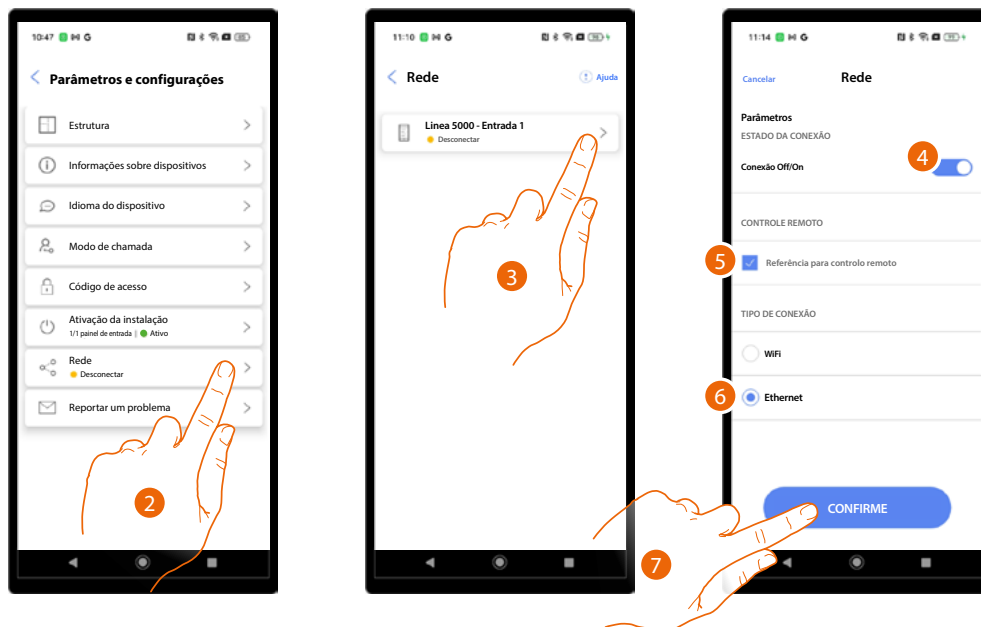 10:47 G
Parâmetros e configurações
Estrutura
Informações sobre dispositivos
Idioma do dispositivo
Modo de chamada
Código de acesso
Ativação da instalação
1/1 painel de entrada | Ativo
Rede
Desconectar
Reportar um problema
2
11:10 G
Rede
Ajuda
Linea 5000 - Entrada 1
Desconectar
3
11:14 G
Cancelar
Rede
Parâmetros
ESTADO DA CONEXÃO
Conexão Off/On
4
CONTROLE REMOTO
5
Referência para controlo remoto
TIPO DE CONEXÃO
WiFi
6
Ethernet
CONFIRME
7